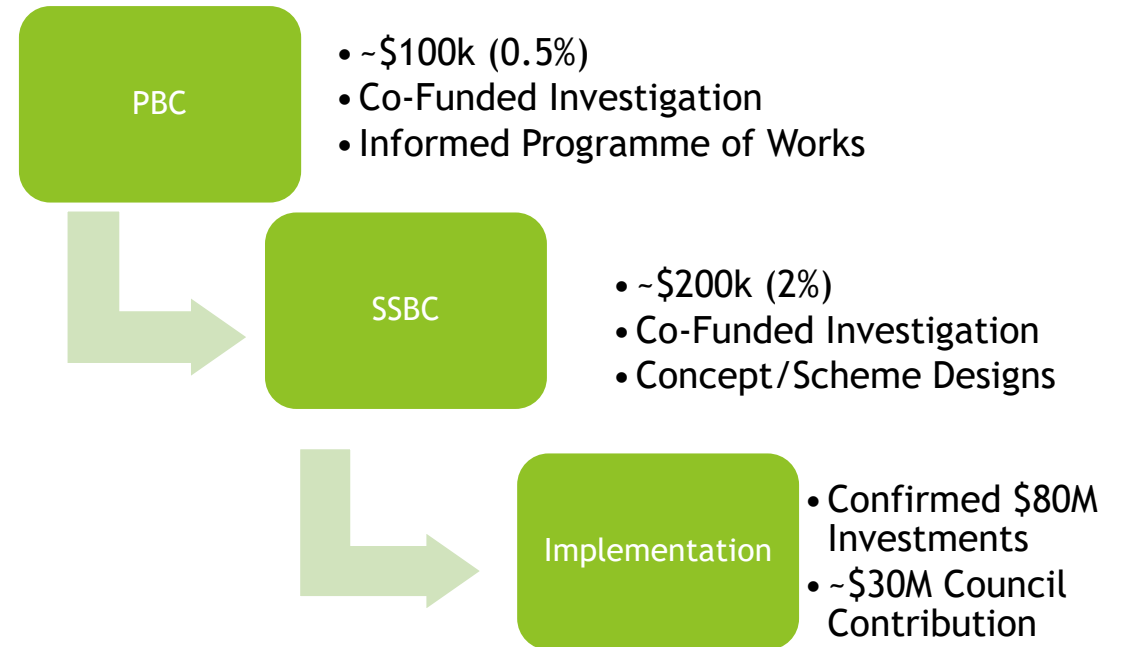 PBC
• ~$100k (0.5%)
• Co-Funded Investigation
• Informed Programme of Works
SSBC
• ~$200k (2%)
• Co-Funded Investigation
• Concept/Scheme Designs
Implementation
• Confirmed $80M
Investments
• ~$30M Council
Contribution